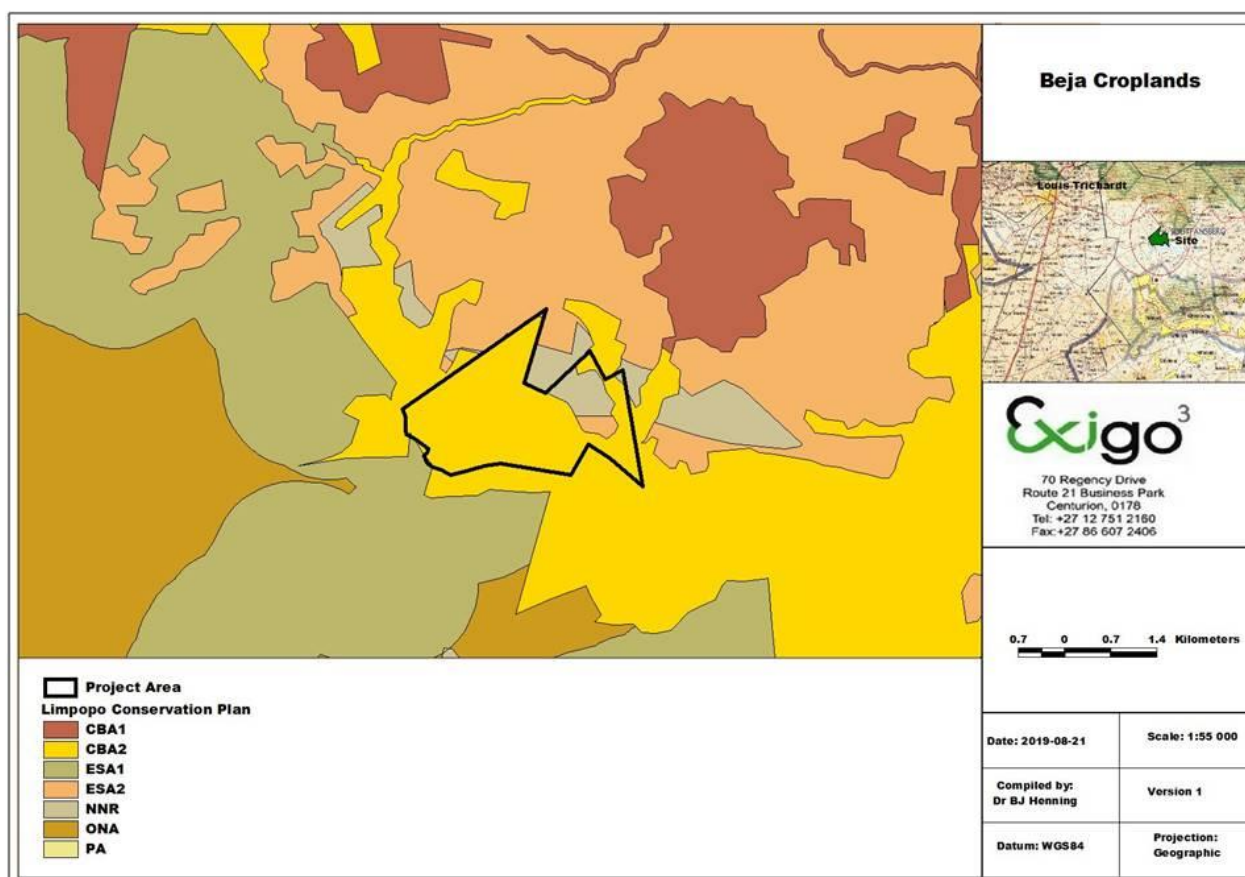 Beja Croplands
Louis Trichardt
Site
Exigo3
70 Regency Drive
Route 21 Business Park
Centurion, 0178
Tel: +27 12 751 2160
Fax:+27 86 607 2406
0.7 0 0.7 1.4 Kilometers
Date: 2019-08-21
Scale: 1:55 000
Compiled by:
Dr BJ Henning
Version 1
Datum: WGS84
Projection:
Geographic
Project Area
Limpopo Conservation Plan
CBA1
CBA2
ESA1
ESA2
NNR
ONA
PA